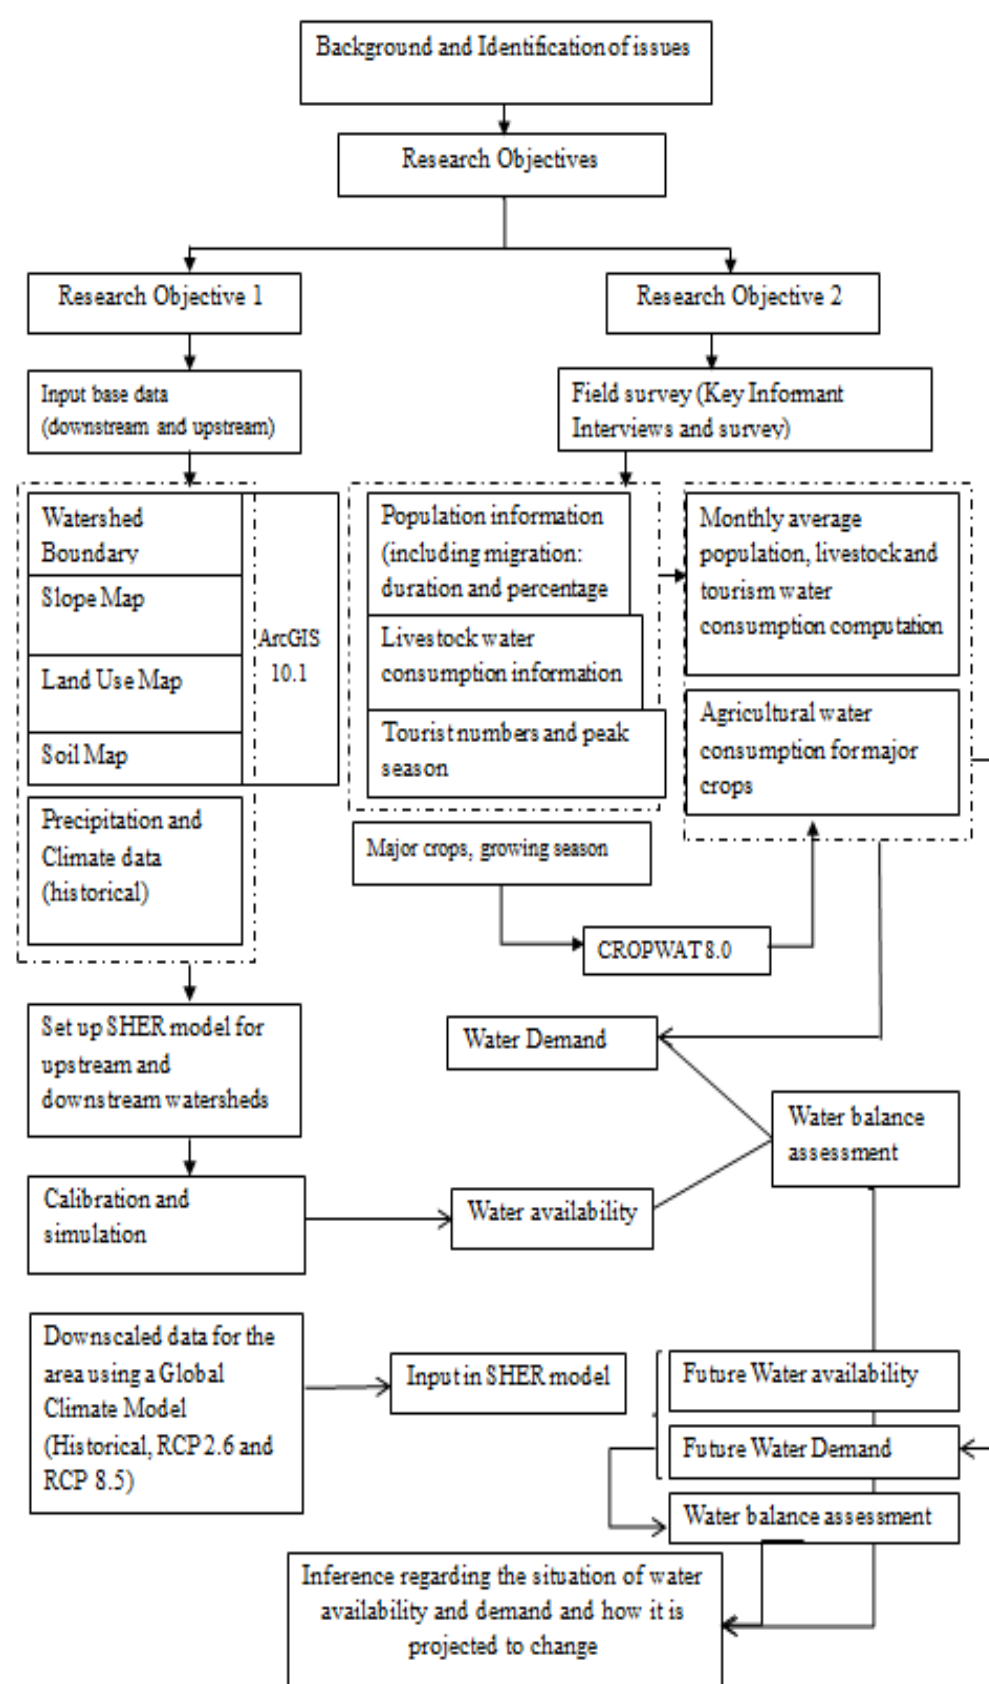 Background and Identification of issues
Research Objectives
Research Objective 1
Research Objective 2
Input base data
(downstream and upstream)
Field survey (Key Informant
Interviews and survey)
Watershed
Boundary
Slope Map
Land Use Map
Soil Map
ArcGIS
10.1
Precipitation and
Climate data
(historical)
Population information
(including migration:
duration and percentage
Livestock water
consumption information
Tourist numbers and peak
season
Monthly average
population, livestock and
tourism water
consumption computation
Agricultural water
consumption for major
crops
Major crops, growing season
CROPWAT 8.0
Set up SHER model for
upstream and
downstream watersheds
Water Demand
Water balance
assessment
Calibration and
simulation
Water availability
Downscaled data for the
area using a Global
Climate Model
(Historical, RCP 2.6 and
RCP 8.5)
Input in SHER model
Future Water availability
Future Water Demand
Water balance assessment
Inference regarding the situation of water
availability and demand and how it is
projected to change